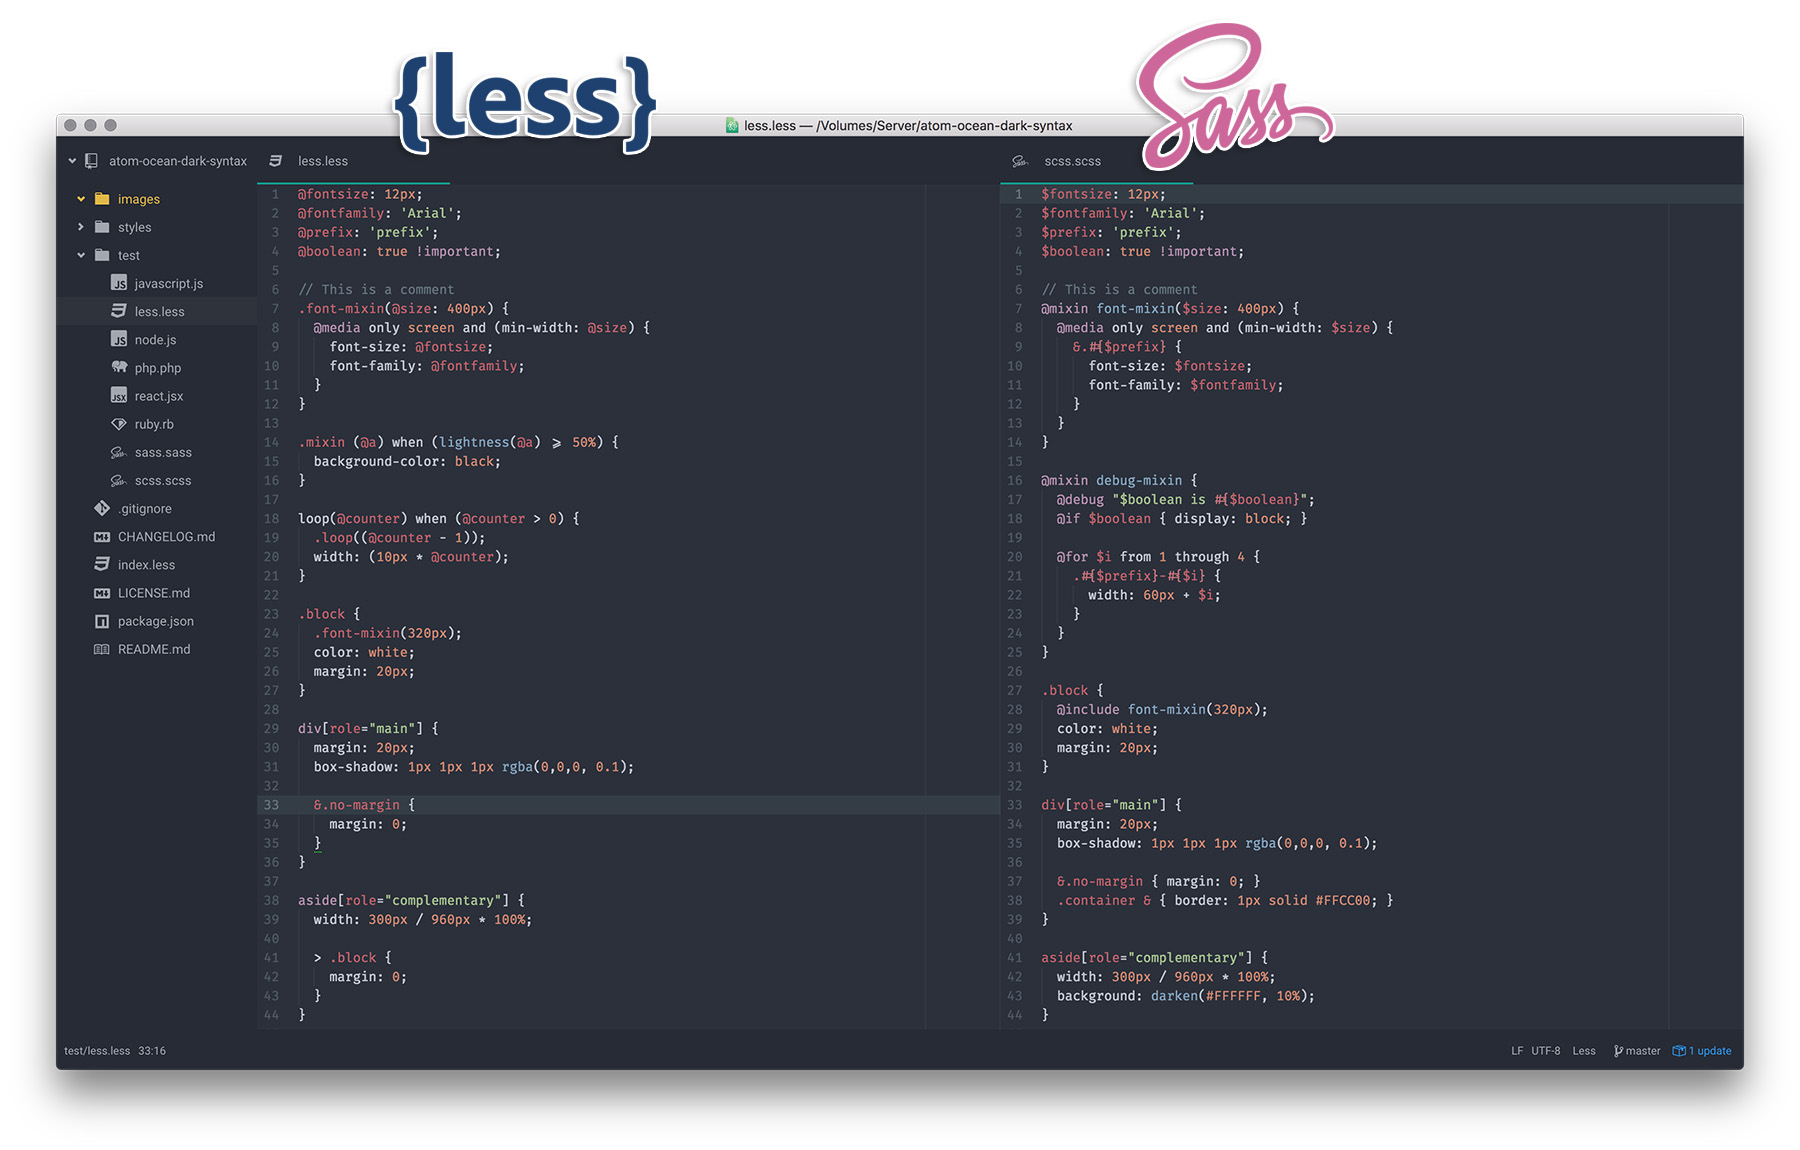 {less}
Sass
less.less — /Volumes/Server/atom-ocean-dark-syntax
atom-ocean-dark-syntax
images
styles
test
javascript.js
less.less
node.js
php.php
react.jsx
ruby.rb
sass.sass
scss.scss
.gitignore
CHANGELOG.md
index.less
LICENSE.md
package.json
README.md
less.less
1 @fontsize: 12px;
2 @fontfamily: 'Arial';
3 @prefix: 'prefix';
4 @boolean: true !important;
5
6 // This is a comment
7 .font-mixin(@size: 400px) {
8 @media only screen and (min-width: @size) {
9 font-size: @fontsize;
10 font-family: @fontfamily;
11 }
12 }
13
14 .mixin (@a) when (lightness(@a) ⩾ 50%) {
15 background-color: black;
16 }
17
18 loop(@counter) when (@counter > 0) {
19 .loop((@counter - 1));
20 width: (10px * @counter);
21 }
22
23 .block {
24 .font-mixin(320px);
25 color: white;
26 margin: 20px;
27 }
28
29 div[role="main"] {
30 margin: 20px;
31 box-shadow: 1px 1px 1px rgba(0,0,0, 0.1);
32
33 &.no-margin {
34 margin: 0;
35 }
36 }
37
38 aside[role="complementary"] {
39 width: 300px / 960px * 100%;
40
41 > .block {
42 margin: 0;
43 }
44 }
scss.scss
1 $fontsize: 12px;
2 $fontfamily: 'Arial';
3 $prefix: 'prefix';
4 $boolean: true !important;
5
6 // This is a comment
7 @mixin font-mixin($size: 400px) {
8 @media only screen and (min-width: $size) {
9 &.#{$prefix} {
10 font-size: $fontsize;
11 font-family: $fontfamily;
12 }
13 }
14 }
15
16 @mixin debug-mixin {
17 @debug "$boolean is #{$boolean}";
18 @if $boolean { display: block; }
19
20 @for $i from 1 through 4 {
21 .#{$prefix}-#{$i} {
22 width: 60px + $i;
23 }
24 }
25 }
26
27 .block {
28 @include font-mixin(320px);
29 color: white;
30 margin: 20px;
31 }
32
33 div[role="main"] {
34 margin: 20px;
35 box-shadow: 1px 1px 1px rgba(0,0,0, 0.1);
36
37 &.no-margin { margin: 0; }
38 .container & { border: 1px solid #FFCC00; }
39 }
40
41 aside[role="complementary"] {
42 width: 300px / 960px * 100%;
43 background: darken(#FFFFFF, 10%);
44 }
test/less.less 33:16
LF UTF-8 Less master 1 update